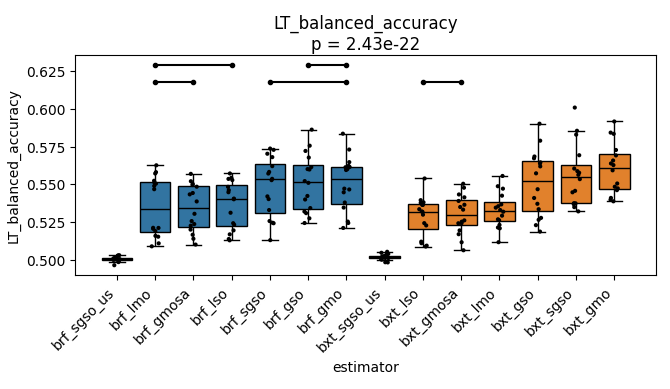 LT_balanced_accuracy
p = 2.43e-22
LT_balanced_accuracy
0.625
0.600
0.575
0.550
0.525
0.500
brf_sgso_us
brf_lmo
brf_gmosa
brf_lso
brf_sgso
brf_gso
brf_gmo
bxt_sgso_us
bxt_lso
bxt_gmosa
bxt_lmo
bxt_gso
bxt_sgso
bxt_gmo
estimator